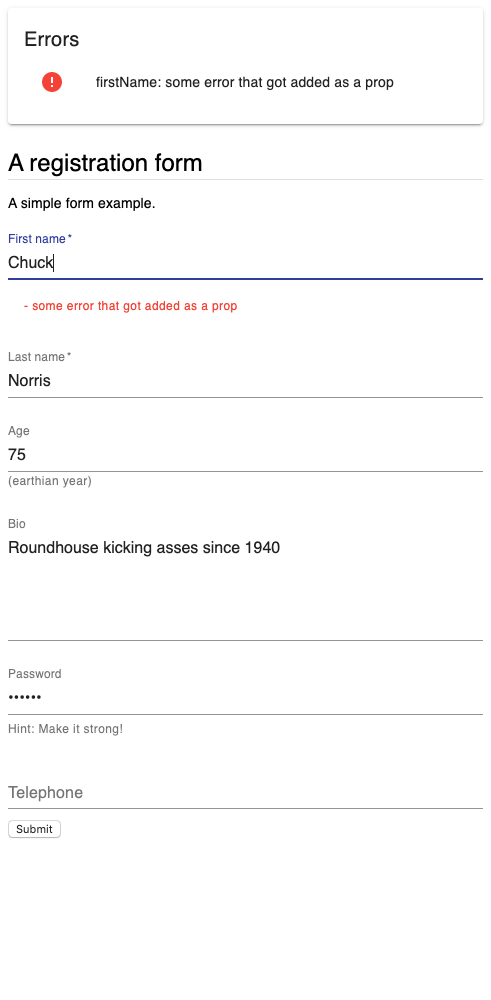 Errors
firstName: some error that got added as a prop
A registration form
A simple form example.
First name *
Chuck
- some error that got added as a prop
Last name *
Norris
Age
75
(earthian year)
Bio
Roundhouse kicking asses since 1940
Password
••••••
Hint: Make it strong!
Telephone
Submit